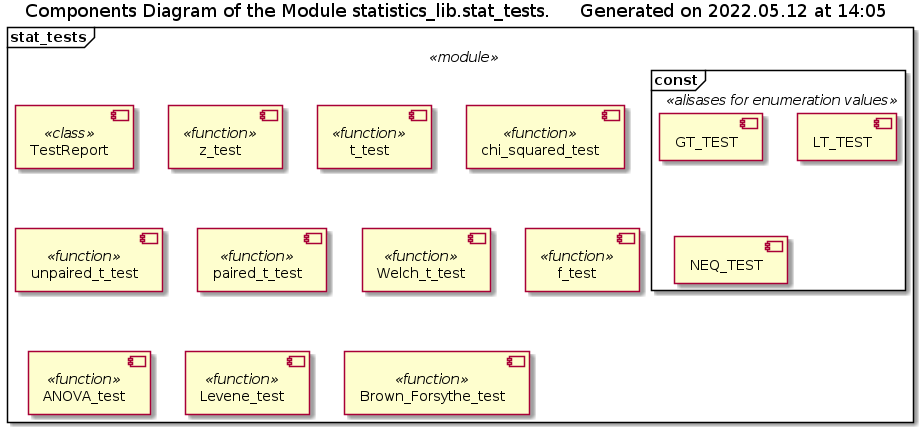 Components Diagram of the Module statistics_lib.stat_tests. Generated on 2022.05.12 at 14:05
stat_tests
«module»
const
«alisases for enumeration values»
«class»
TestReport
«function»
z_test
«function»
t_test
«function»
chi_squared_test
GT_TEST
LT_TEST
«function»
unpaired_t_test
«function»
paired_t_test
«function»
Welch_t_test
«function»
f_test
NEQ_TEST
«function»
ANOVA_test
«function»
Levene_test
«function»
Brown_Forsythe_test